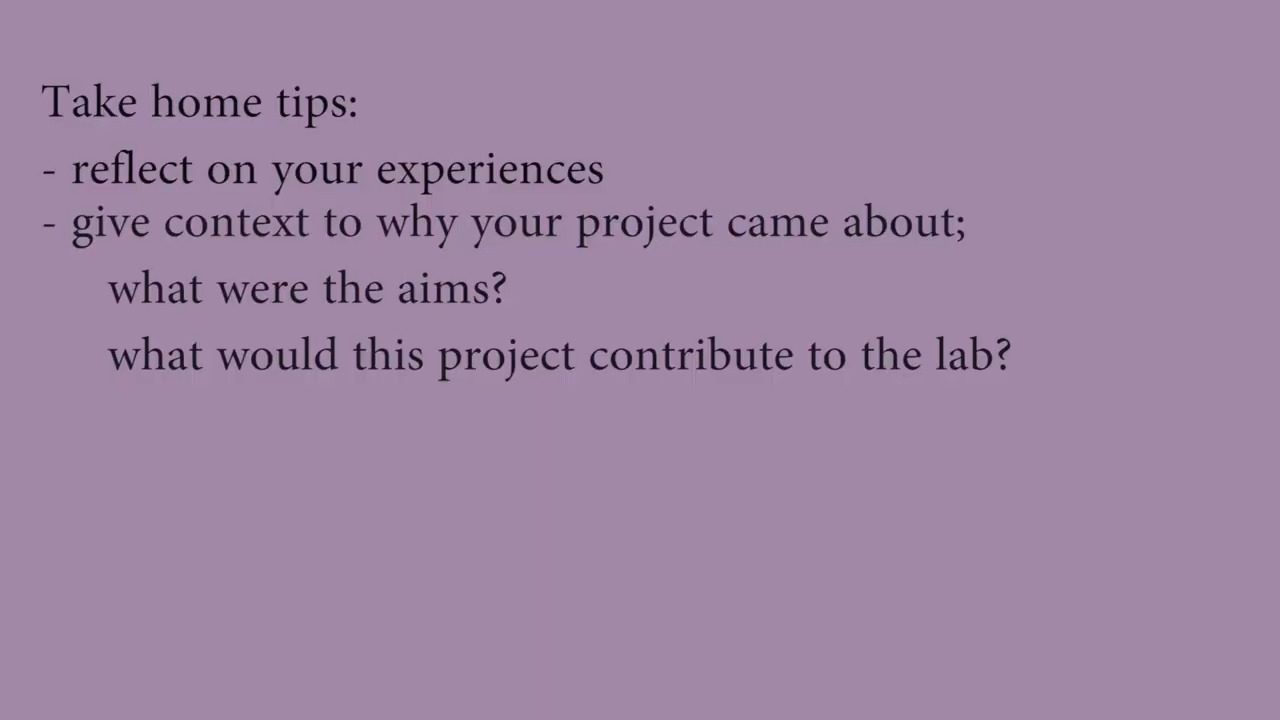 Take home tips:
- reflect on your experiences
- give context to why your project came about;
what were the aims?
what would this project contribute to the lab?